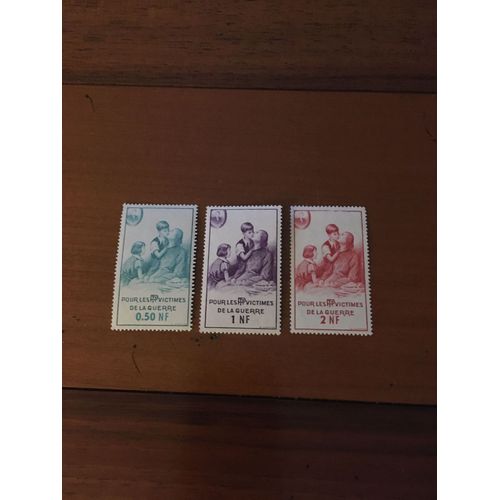 POUR LES VICTIMES
DE LA GUERRE
0.50 NF
POUR LES VICTIMES
DE LA GUERRE
1 NF
POUR LES VICTIMES
DE LA GUERRE
2 NF